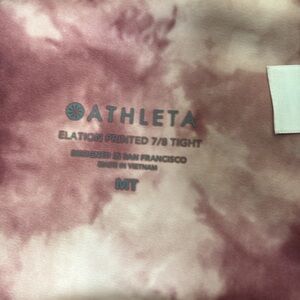 ATHLETA
ELATION PRINTED 7/8 TIGHT
DESIGNED IN SAN FRANCISCO
MADE IN VIETNAM
MT